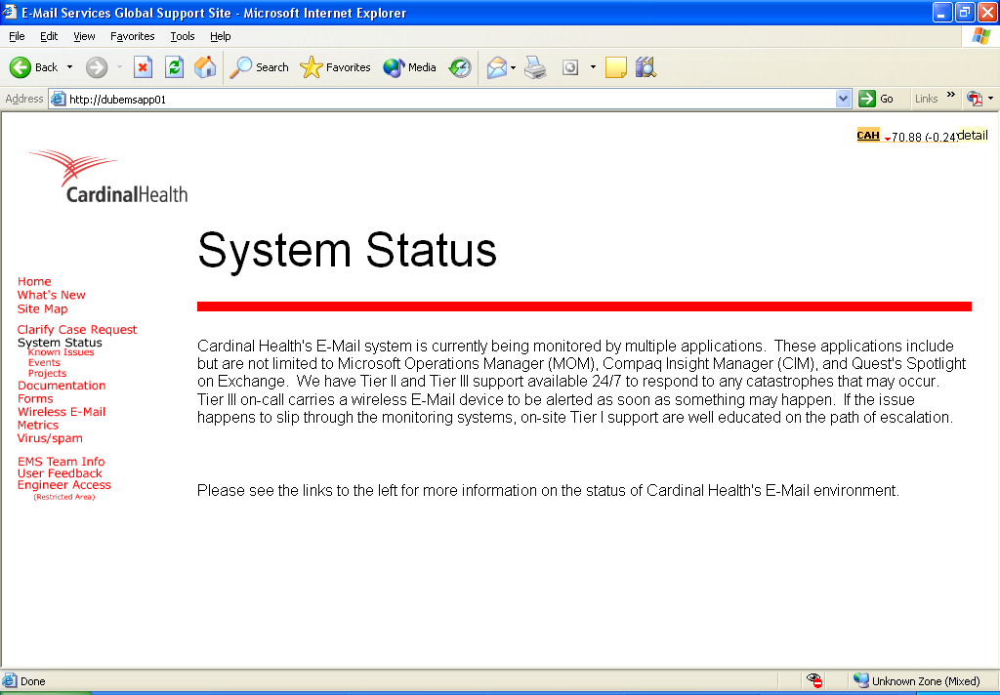 E-Mail Services Global Support Site - Microsoft Internet Explorer
File Edit View Favorites Tools Help
Back Search Favorites Media
Address http://dubemsapp01 Go Links »
CAH 70.88 (-0.24) detail
CardinalHealth
System Status
Home
What's New
Site Map
Clarify Case Request
System Status
Known Issues
Events
Projects
Documentation
Forms
Wireless E-Mail
Metrics
Virus/spam
EMS Team Info
User Feedback
Engineer Access
(Restricted Area)
Cardinal Health's E-Mail system is currently being monitored by multiple applications. These applications include
but are not limited to Microsoft Operations Manager (MOM), Compaq Insight Manager (CIM), and Quest's Spotlight
on Exchange. We have Tier II and Tier III support available 24/7 to respond to any catastrophes that may occur.
Tier III on-call carries a wireless E-Mail device to be alerted as soon as something may happen. If the issue
happens to slip through the monitoring systems, on-site Tier I support are well educated on the path of escalation.
Please see the links to the left for more information on the status of Cardinal Health's E-Mail environment.
Done Unknown Zone (Mixed)